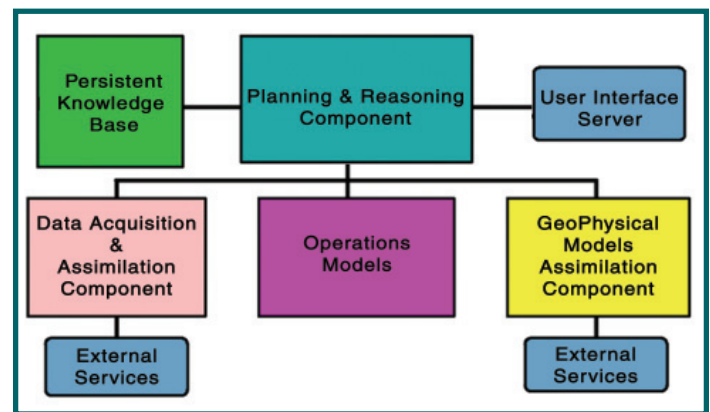 Persistent
Knowledge
Base
Planning & Reasoning
Component
User Interface
Server
Data Acquisition
&
Assimilation
Component
Operations
Models
GeoPhysical
Models
Assimilation
Component
External
Services
External
Services